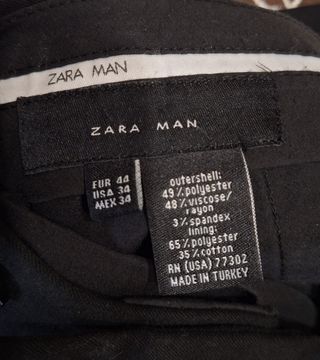 ZARA MAN
ZARA MAN
EUR 44
USA 34
MEX 34
outershell:
49% polyester
48% viscose/
rayon
3% spandex
lining:
65% polyester
35% cotton
RN (USA) 77302
MADE IN TURKEY